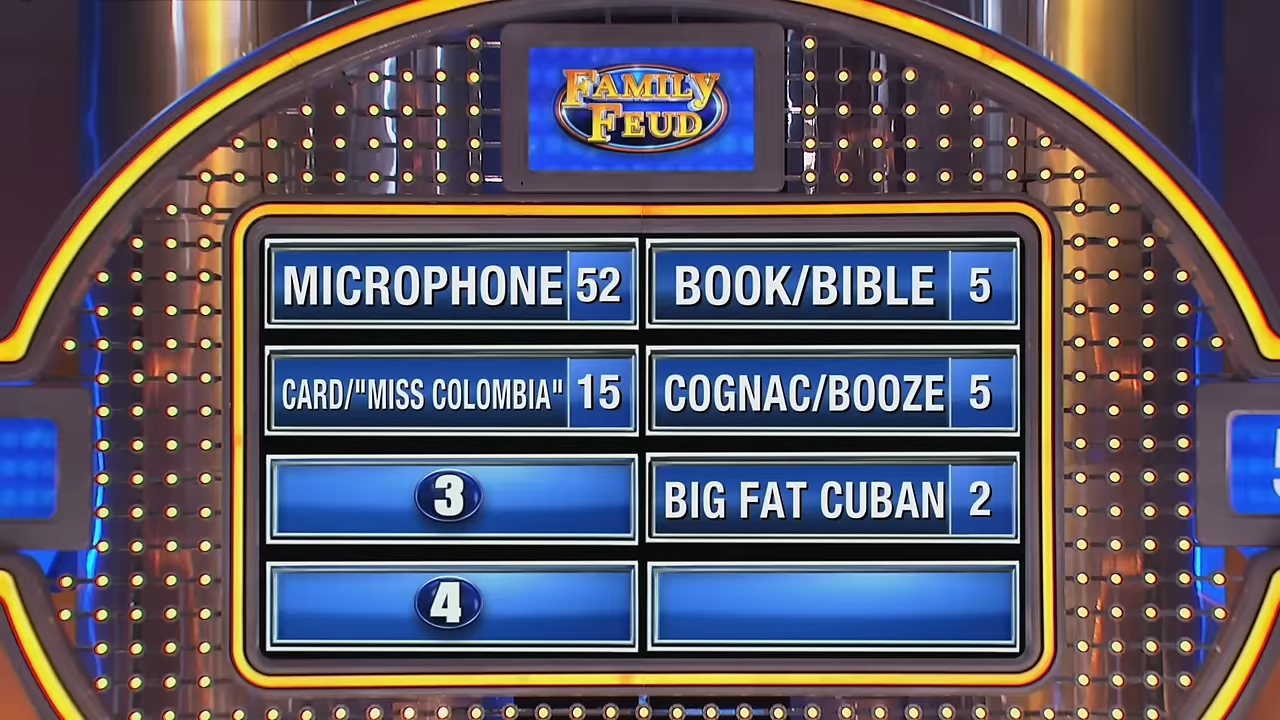 FAMILY
FEUD
MICROPHONE 52
CARD/"MISS COLOMBIA" 15
3
4
BOOK/BIBLE 5
COGNAC/BOOZE 5
BIG FAT CUBAN 2